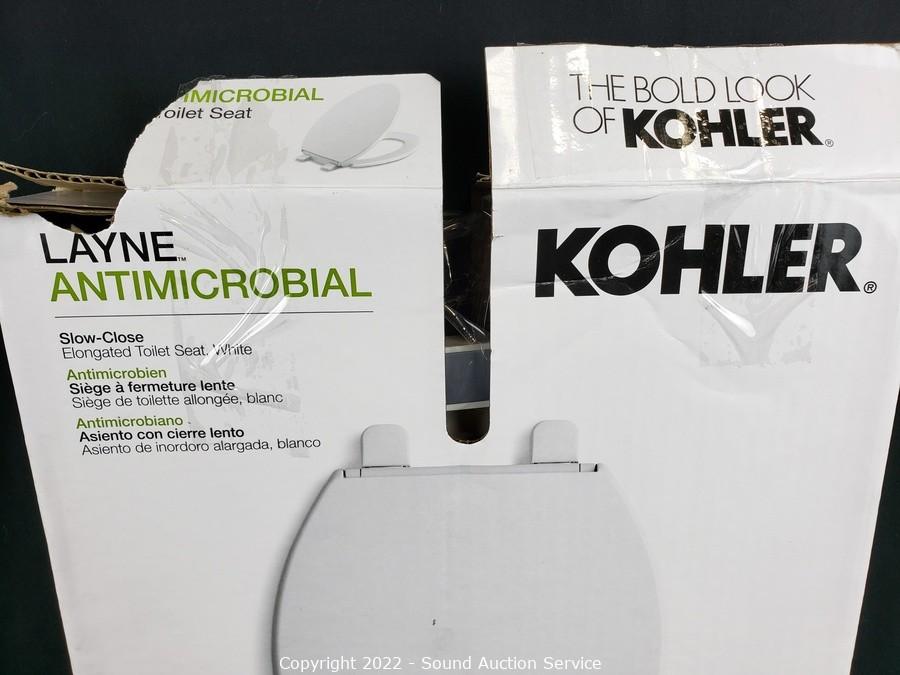 IMICROBIAL
Toilet Seat
THE BOLD LOOK
OF KOHLER®
LAYNE™
ANTIMICROBIAL
KOHLER®
Slow-Close
Elongated Toilet Seat, White
Antimicrobien
Siège à fermeture lente
Siège de toilette allongée, blanc
Antimicrobiano
Asiento con cierre lento
Asiento de inordoro alargada, blanco
Copyright 2022 - Sound Auction Service